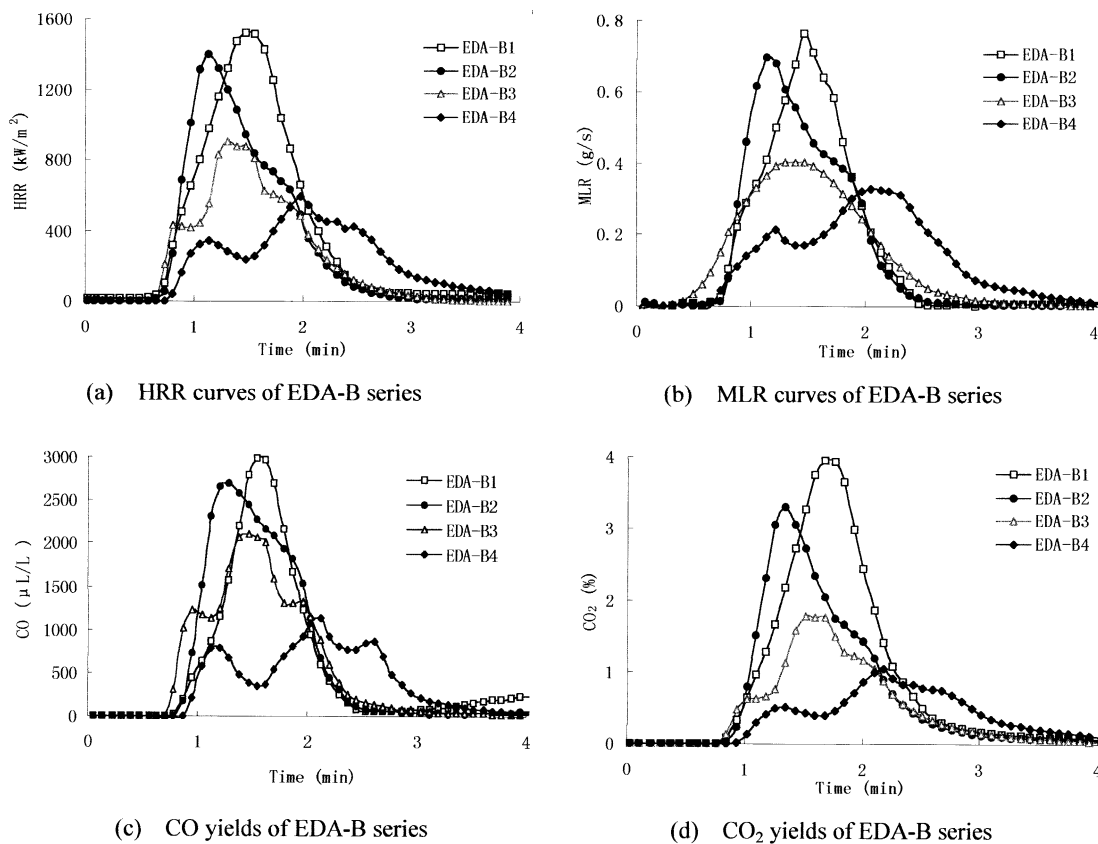 1600
1200
800
400
0
HRR (kW/m²)
0 1 2 3 4
Time (min)
EDA-B1
EDA-B2
EDA-B3
EDA-B4
(a) HRR curves of EDA-B series
0.8
0.6
0.4
0.2
0
MLR (g/s)
0 1 2 3 4
Time (min)
EDA-B1
EDA-B2
EDA-B3
EDA-B4
(b) MLR curves of EDA-B series
3000
2500
2000
1500
1000
500
0
CO (μL/L)
0 1 2 3 4
Time (min)
EDA-B1
EDA-B2
EDA-B3
EDA-B4
(c) CO yields of EDA-B series
4
3
2
1
0
CO₂ (%)
0 1 2 3 4
Time (min)
EDA-B1
EDA-B2
EDA-B3
EDA-B4
(d) CO₂ yields of EDA-B series